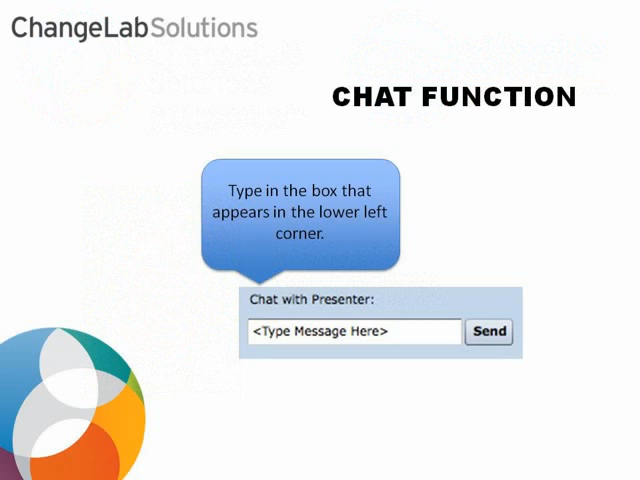 ChangeLabSolutions
CHAT FUNCTION
Type in the box that
appears in the lower left
corner.
Chat with Presenter:
<Type Message Here>
Send